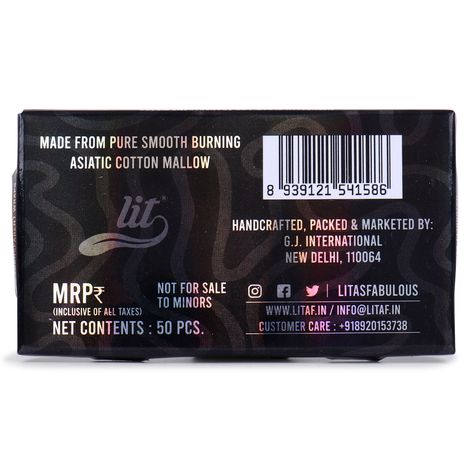 MADE FROM PURE SMOOTH BURNING
ASIATIC COTTON MALLOW
8 939121 541586
lit
HANDCRAFTED, PACKED & MARKETED BY:
G.J. INTERNATIONAL
NEW DELHI, 110064
MRP₹
(INCLUSIVE OF ALL TAXES)
NOT FOR SALE
TO MINORS
NET CONTENTS : 50 PCS.
LITASFABULOUS
WWW.LITAF.IN / INFO@LITAF.IN
CUSTOMER CARE : +918920153738